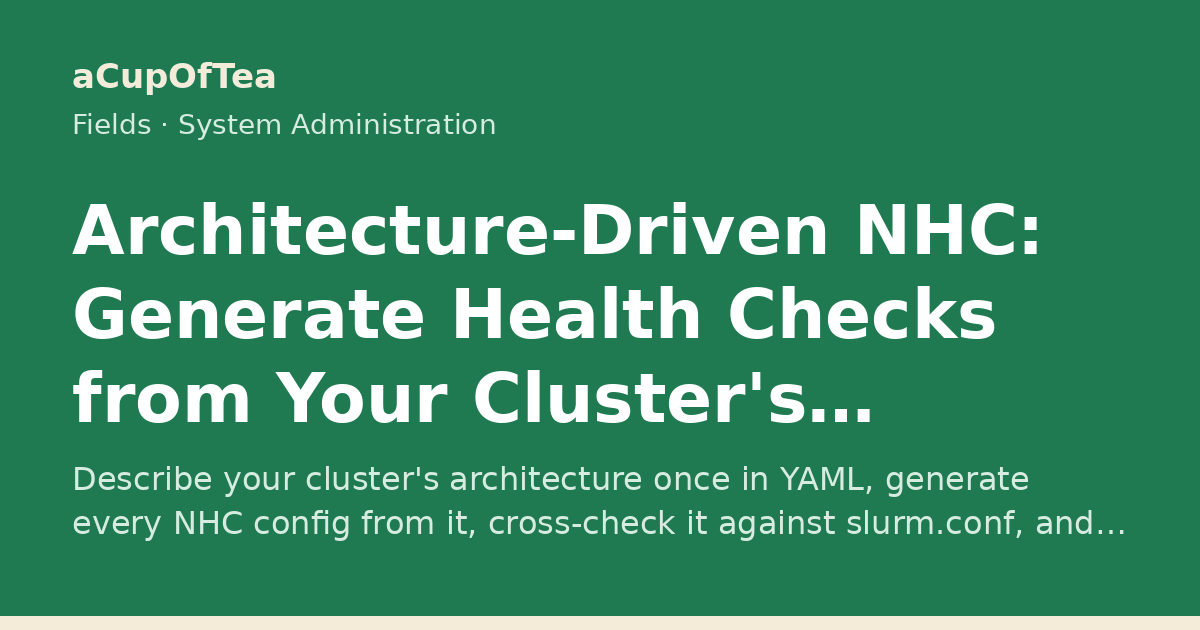 aCupOfTea
Fields · System Administration
Architecture-Driven NHC:
Generate Health Checks
from Your Cluster's…
Describe your cluster's architecture once in YAML, generate
every NHC config from it, cross-check it against slurm.conf, and…